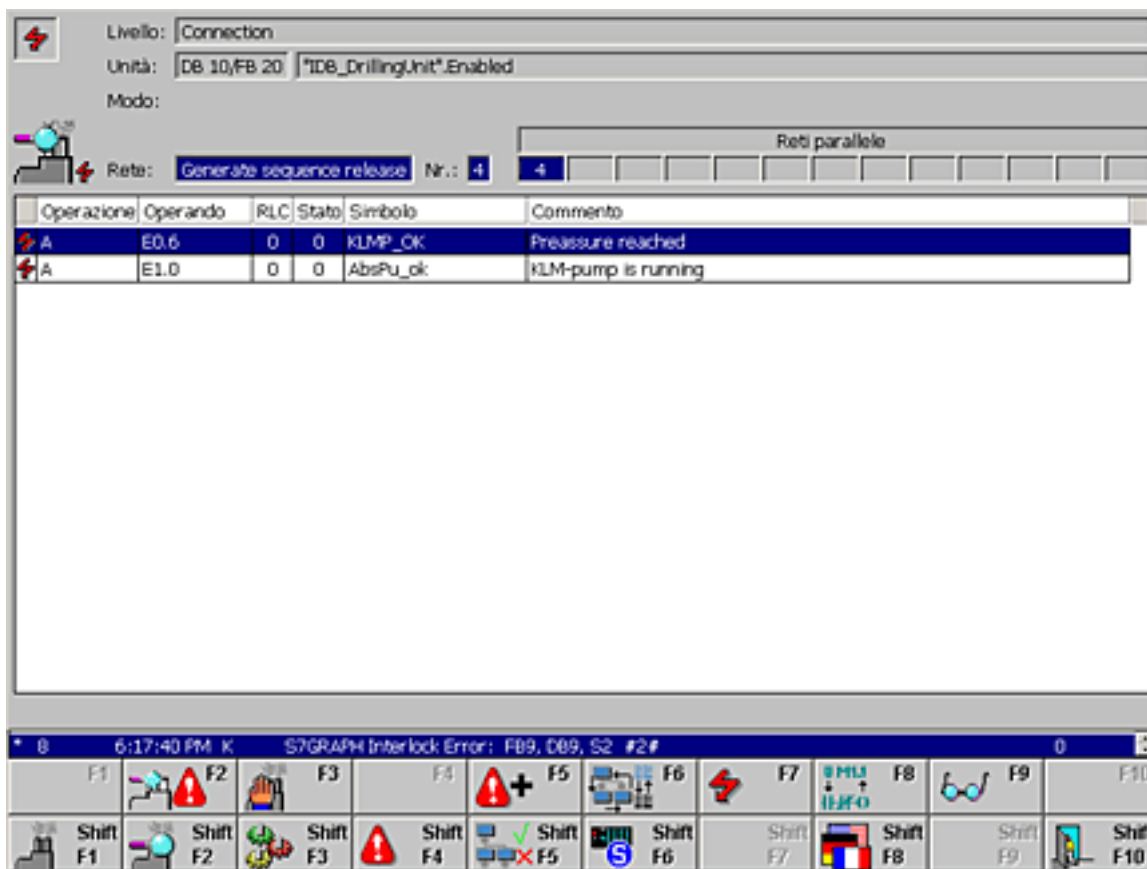 Livello: Connection
Unità: DB 10/FB 20 "IDB_DrillingUnit".Enabled
Modo:
Reti parallele
Rete: Generate sequence release Nr.: 4 4
Operazione Operando RLC Stato Simbolo Commento
A E0.6 0 0 KLMP_OK Preassure reached
A E1.0 0 0 AbsPu_ok KLM-pump is running
* 8 6:17:40 PM K S7GRAPH Interlock Error: FB9, DB9, S2 #2# 0
F1 F2 F3 F4 F5 F6 F7 F8 F9 F10
Shift Shift Shift Shift Shift Shift Shift Shift Shift Shift
F1 F2 F3 F4 F5 S F6 F7 F8 F9 F10